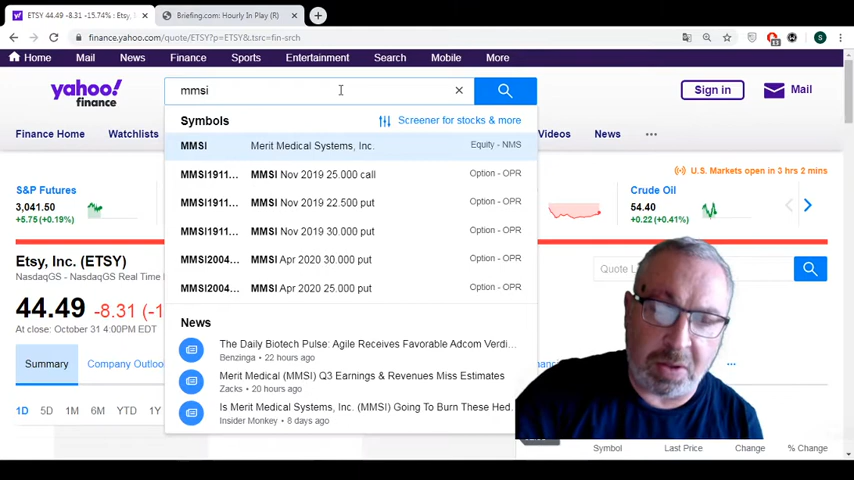 ETSY 44.49 -8.31 -15.74% : Etsy, In
Briefing.com: Hourly In Play (R)
finance.yahoo.com/quote/ETSY?p=ETSY&.tsrc=fin-srch
13
S
Home Mail News Finance Sports Entertainment Search Mobile More
yahoo!
finance
mmsi
Sign in
Mail
Finance Home Watchlists
Videos News
Symbols
Screener for stocks & more
MMSI Merit Medical Systems, Inc. Equity - NMS
MMSI1911... MMSI Nov 2019 25.000 call Option - OPR
MMSI1911... MMSI Nov 2019 22.500 put Option - OPR
MMSI1911... MMSI Nov 2019 30.000 put Option - OPR
MMSI2004... MMSI Apr 2020 30.000 put Option - OPR
MMSI2004... MMSI Apr 2020 25.000 put Option - OPR
News
The Daily Biotech Pulse: Agile Receives Favorable Adcom Verdi...
Benzinga • 22 hours ago
Merit Medical (MMSI) Q3 Earnings & Revenues Miss Estimates
Zacks • 20 hours ago
Is Merit Medical Systems, Inc. (MMSI) Going To Burn These Hed...
Insider Monkey • 8 days ago
U.S. Markets open in 3 hrs 2 mins
S&P Futures
3,041.50
+5.75 (+0.19%)
Crude Oil
54.40
+0.22 (+0.41%)
Etsy, Inc. (ETSY)
NasdaqGS - NasdaqGS Real Time
Quote
44.49 -8.31 (-1
At close: October 31 4:00PM EDT
Summary Company Outloo
1D 5D 1M 6M YTD 1Y
Symbol Last Price Change % Change